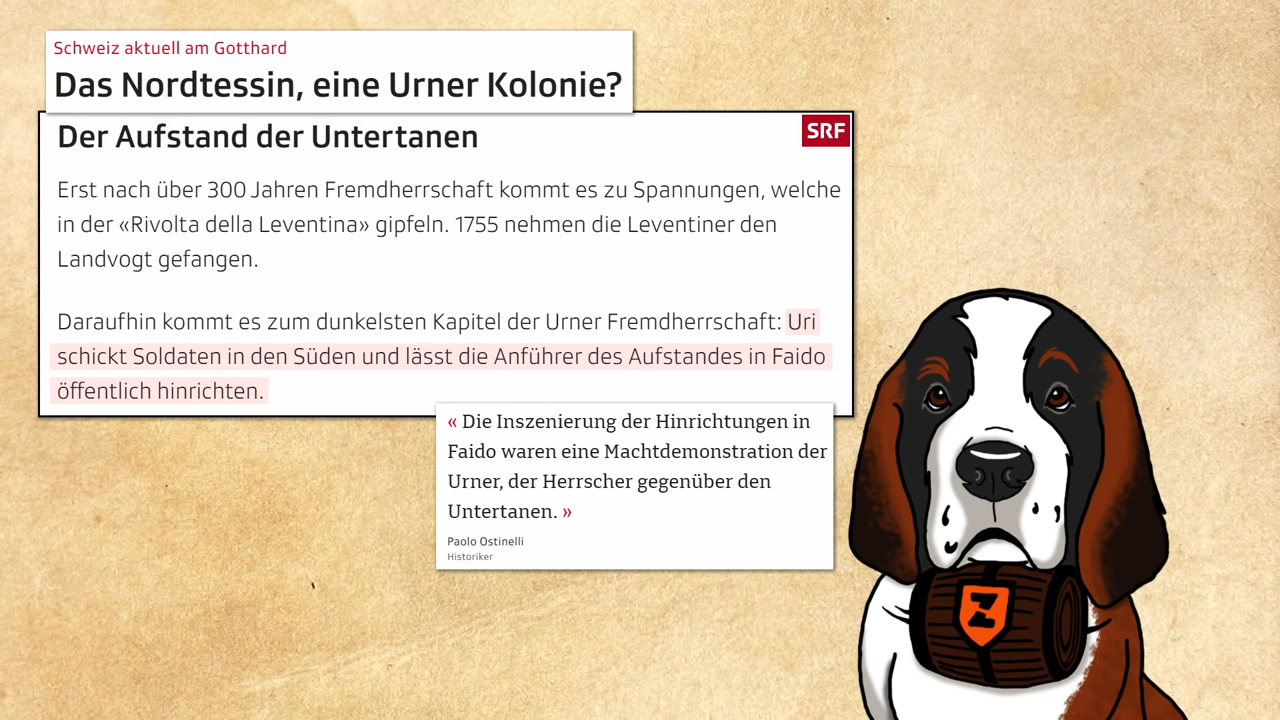 Schweiz aktuell am Gotthard
Das Nordtessin, eine Urner Kolonie?
Der Aufstand der Untertanen
SRF
Erst nach über 300 Jahren Fremdherrschaft kommt es zu Spannungen, welche
in der «Rivolta della Leventina» gipfeln. 1755 nehmen die Leventiner den
Landvogt gefangen.
Daraufhin kommt es zum dunkelsten Kapitel der Urner Fremdherrschaft: Uri
schickt Soldaten in den Süden und lässt die Anführer des Aufstandes in Faido
öffentlich hinrichten.
« Die Inszenierung der Hinrichtungen in
Faido waren eine Machtdemonstration der
Urner, der Herrscher gegenüber den
Untertanen. »
Paolo Ostinelli
Historiker
Z